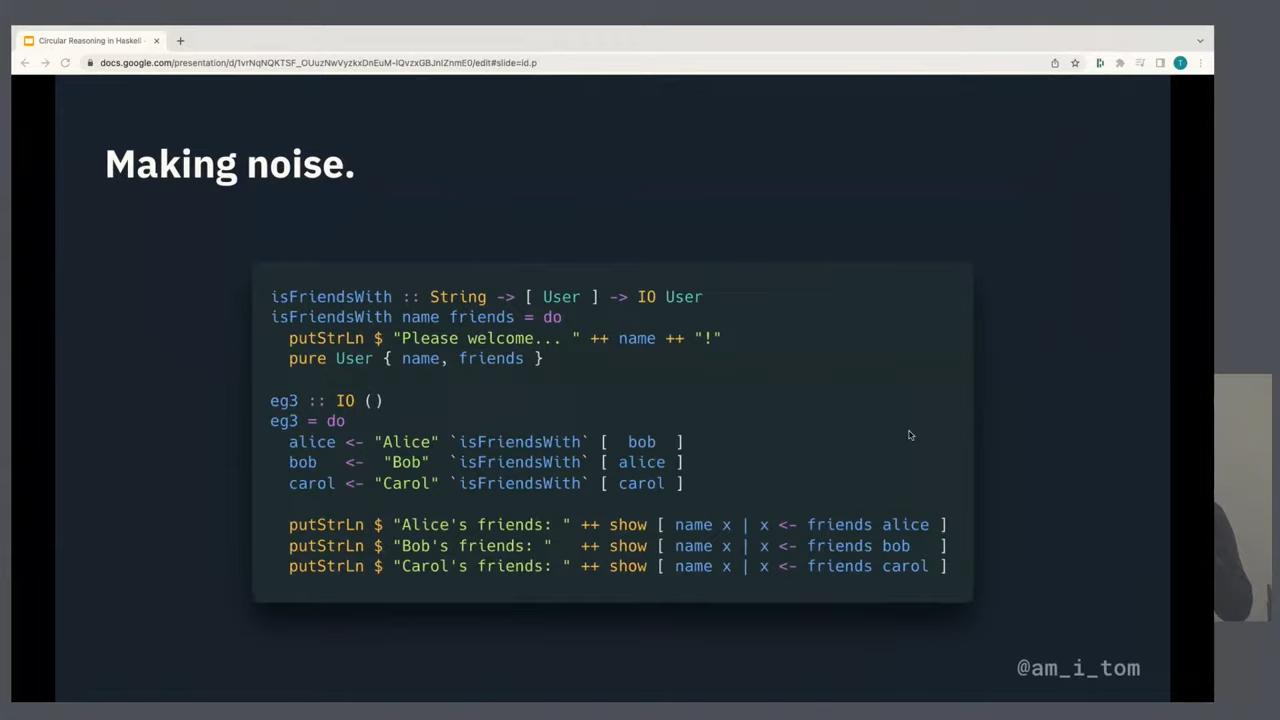 Circular Reasoning in Haskell
docs.google.com/presentation/d/1vrNqNQKTSF_OUuzNwVyzkxDnEuM-lQvzxGBJnlZnmE0/edit#slide=id.p
T
Making noise.
isFriendsWith :: String -> [ User ] -> IO User
isFriendsWith name friends = do
  putStrLn $ "Please welcome... " ++ name ++ "!"
  pure User { name, friends }
eg3 :: IO ()
eg3 = do
  alice <- "Alice" `isFriendsWith` [  bob  ]
  bob   <-  "Bob"  `isFriendsWith` [ alice ]
  carol <- "Carol" `isFriendsWith` [ carol ]
  putStrLn $ "Alice's friends: " ++ show [ name x | x <- friends alice ]
  putStrLn $ "Bob's friends: "   ++ show [ name x | x <- friends bob   ]
  putStrLn $ "Carol's friends: " ++ show [ name x | x <- friends carol ]
@am_i_tom